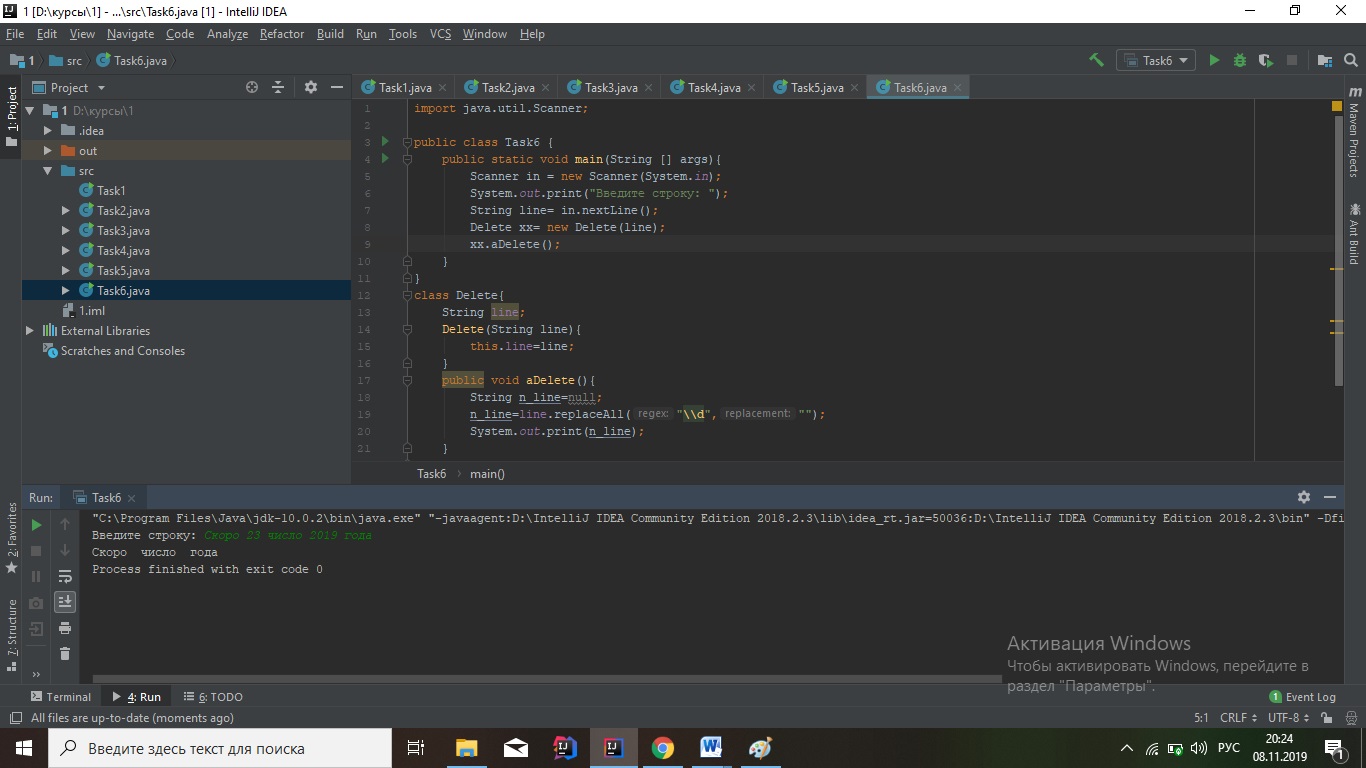 1 [D:\курсы\1] - ...\src\Task6.java [1] - IntelliJ IDEA
File Edit View Navigate Code Analyze Refactor Build Run Tools VCS Window Help
1 src Task6.java Task6
1: Project
Project
Task1.java Task2.java Task3.java Task4.java Task5.java Task6.java
1 D:\курсы\1
.idea
out
src
Task1
Task2.java
Task3.java
Task4.java
Task5.java
Task6.java
1.iml
External Libraries
Scratches and Consoles
1 import java.util.Scanner;
2
3 public class Task6 {
4 public static void main(String [] args){
5 Scanner in = new Scanner(System.in);
6 System.out.print("Введите строку: ");
7 String line= in.nextLine();
8 Delete xx= new Delete(line);
9 xx.aDelete();
10 }
11 }
12 class Delete{
13 String line;
14 Delete(String line){
15 this.line=line;
16 }
17 public void aDelete(){
18 String n_line=null;
19 n_line=line.replaceAll( regex: "\\d", replacement: "");
20 System.out.print(n_line);
21 }
Task6 main()
m Maven Projects
Ant Build
Run: Task6
"C:\Program Files\Java\jdk-10.0.2\bin\java.exe" "-javaagent:D:\IntelliJ IDEA Community Edition 2018.2.3\lib\idea_rt.jar=50036:D:\IntelliJ IDEA Community Edition 2018.2.3\bin" -Dfi
Введите строку: Скоро 23 число 2019 года
Скоро  число  года
Process finished with exit code 0
2: Favorites
7: Structure
Активация Windows
Чтобы активировать Windows, перейдите в
раздел "Параметры".
Terminal 4: Run 6: TODO 1 Event Log
All files are up-to-date (moments ago) 5:1 CRLF UTF-8
Введите здесь текст для поиска
РУС
20:24
08.11.2019
1